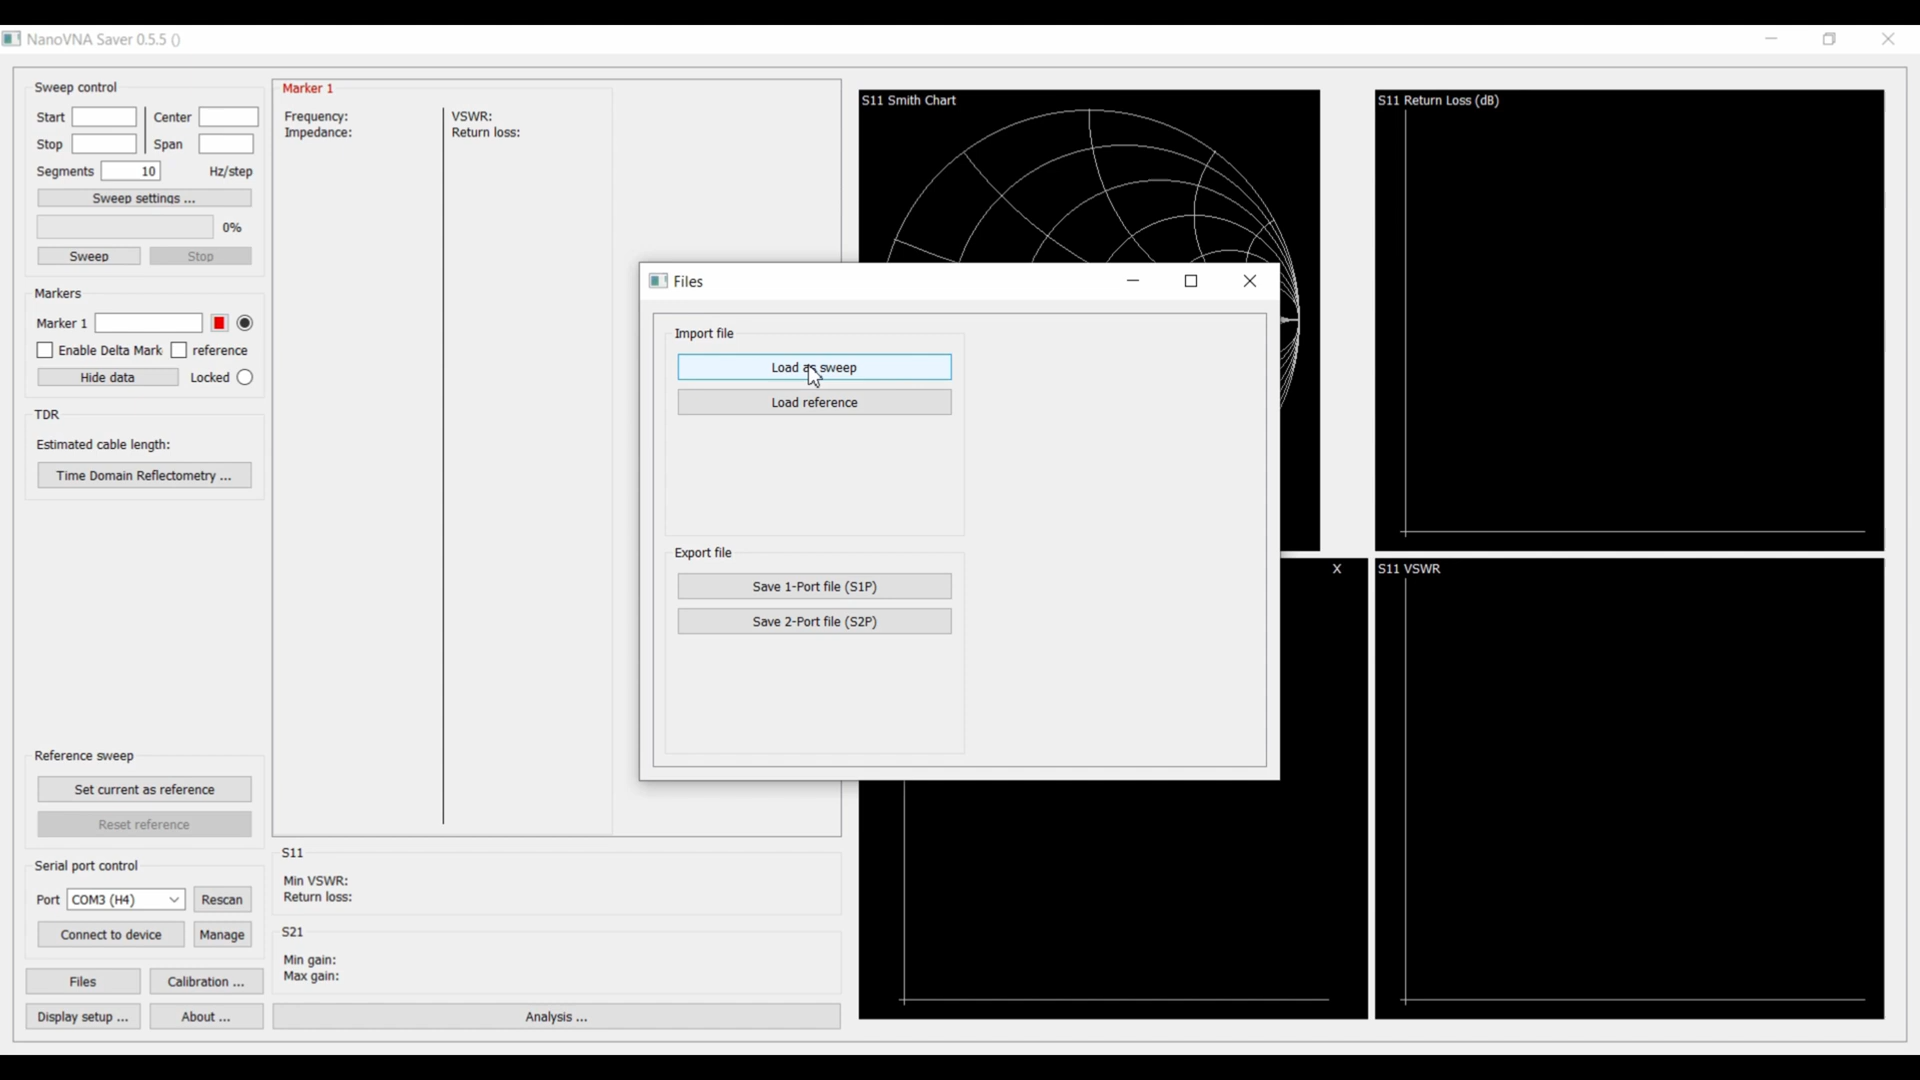 NanoVNA Saver 0.5.5 ()
Sweep control
Start
Center
Stop
Span
Segments 10 Hz/step
Sweep settings ...
0%
Sweep Stop
Markers
Marker 1
Enable Delta Mark reference
Hide data Locked
TDR
Estimated cable length:
Time Domain Reflectometry ...
Reference sweep
Set current as reference
Reset reference
Serial port control
Port COM3 (H4) Rescan
Connect to device Manage
Files Calibration ...
Display setup ... About ...
Marker 1
Frequency:
Impedance:
VSWR:
Return loss:
S11
Min VSWR:
Return loss:
S21
Min gain:
Max gain:
Analysis ...
S11 Smith Chart
S11 Return Loss (dB)
X
S11 VSWR
Files
Import file
Load as sweep
Load reference
Export file
Save 1-Port file (S1P)
Save 2-Port file (S2P)